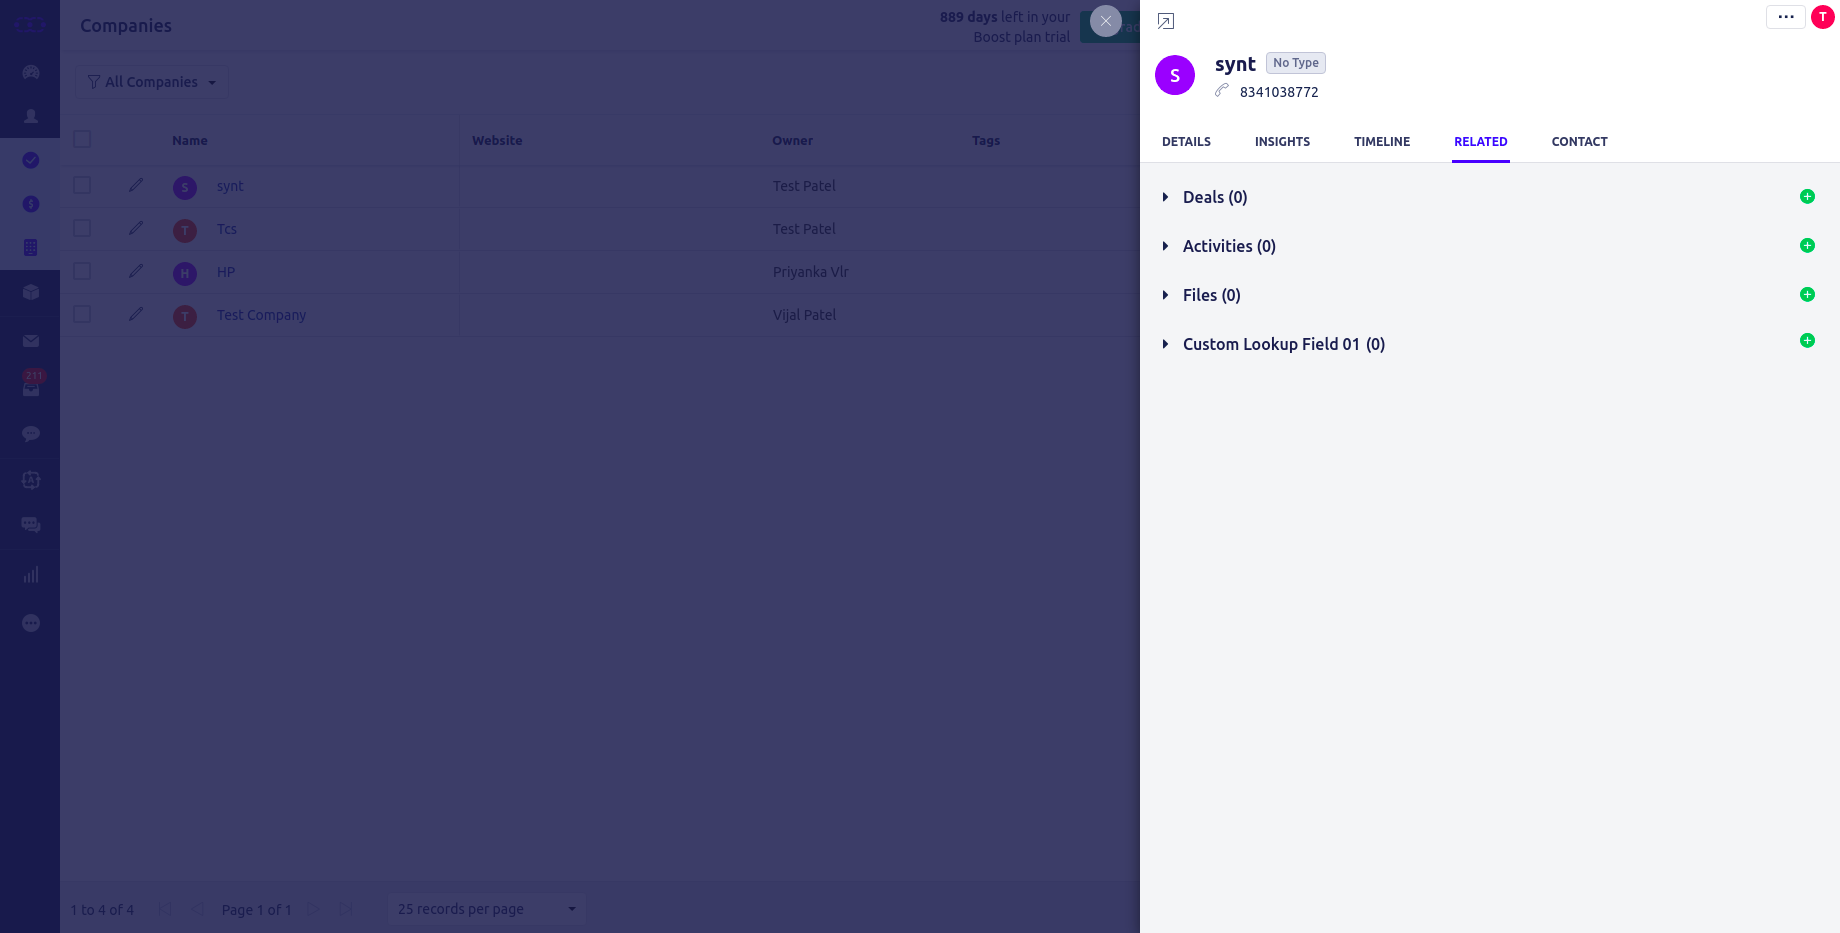 Companies
889 days left in your
Boost plan trial
All Companies
Name Website Owner Tags
S synt Test Patel
T Tcs Test Patel
H HP Priyanka Vlr
T Test Company Vijal Patel
211
1 to 4 of 4 Page 1 of 1 25 records per page
T
S
synt No Type
8341038772
DETAILS INSIGHTS TIMELINE RELATED CONTACT
Deals (0)
Activities (0)
Files (0)
Custom Lookup Field 01 (0)